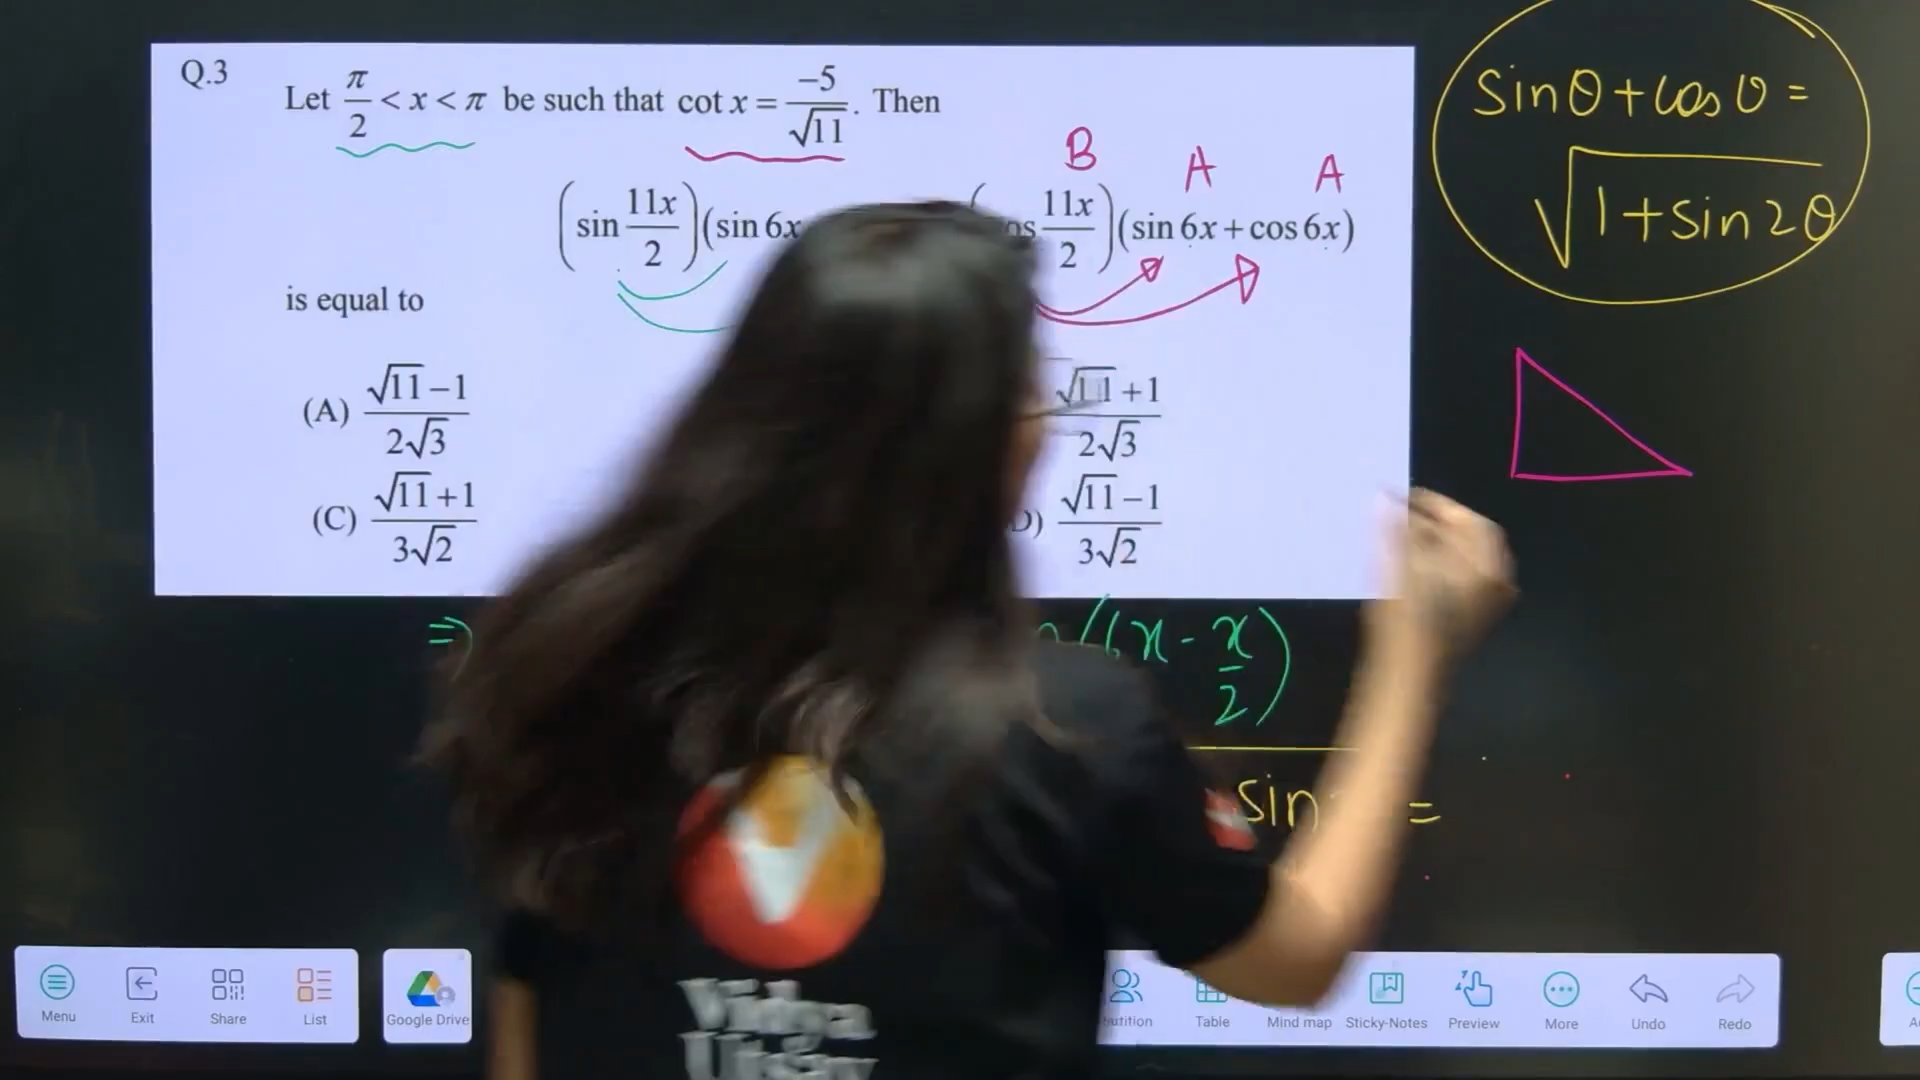 Q.3
Let π/2 < x < π be such that cot x = −5/√11. Then
B A A
(sin 11x/2)(sin 6x 11x/2)(sin 6x + cos 6x)
is equal to
(A) (√11−1)/(2√3)
(√11+1)/(2√3)
(C) (√11+1)/(3√2)
D) (√11−1)/(3√2)
sinθ + cosθ =
√(1+sin2θ)
⇒
x - x/2)
sin =
Menu
Exit
Share
List
Google Drive
Table
Mind map
Sticky-Notes
Preview
More
Undo
Redo